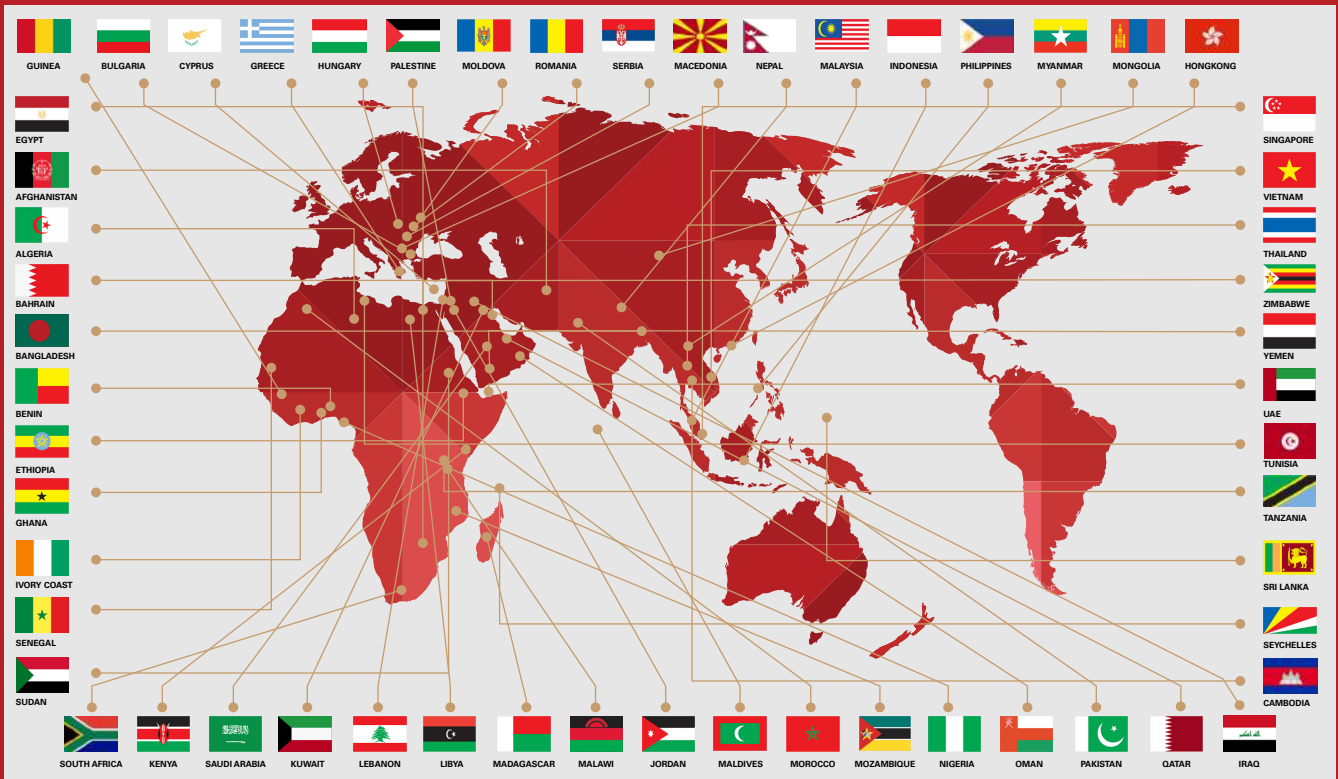 GUINEA
BULGARIA
CYPRUS
GREECE
HUNGARY
PALESTINE
MOLDOVA
ROMANIA
SERBIA
MACEDONIA
NEPAL
MALAYSIA
INDONESIA
PHILIPPINES
MYANMAR
MONGOLIA
HONGKONG
EGYPT
AFGHANISTAN
ALGERIA
BAHRAIN
BANGLADESH
BENIN
ETHIOPIA
GHANA
IVORY COAST
SENEGAL
SUDAN
SINGAPORE
VIETNAM
THAILAND
ZIMBABWE
YEMEN
UAE
TUNISIA
TANZANIA
SRI LANKA
SEYCHELLES
CAMBODIA
SOUTH AFRICA
KENYA
SAUDI ARABIA
KUWAIT
LEBANON
LIBYA
MADAGASCAR
MALAWI
JORDAN
MALDIVES
MOROCCO
MOZAMBIQUE
NIGERIA
OMAN
PAKISTAN
QATAR
IRAQ